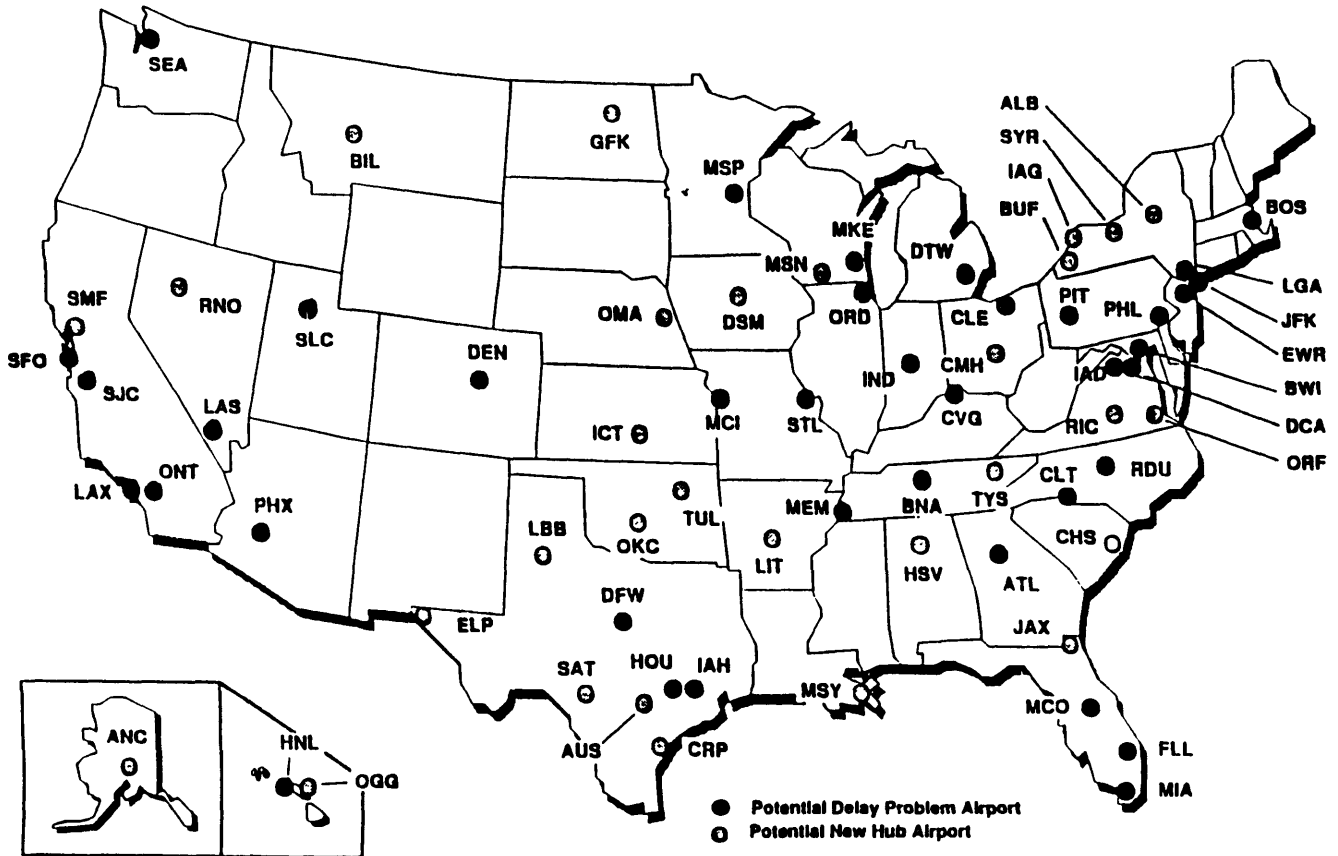 SEA
BIL
GFK
MSP
ALB
SYR
IAG
BUF
BOS
MKE
DTW
MSN
SMF
RNO
SLC
OMA
DSM
ORD
CLE
PIT
PHL
LGA
JFK
EWR
BWI
DCA
ORF
SFO
SJC
LAS
DEN
ICT
MCI
STL
IND
CMH
CVG
IAD
RIC
LAX
ONT
PHX
LBB
OKC
TUL
MEM
LIT
BNA
TYS
CLT
RDU
HSV
ATL
CHS
JAX
ELP
DFW
SAT
HOU
IAH
AUS
CRP
MSY
MCO
FLL
MIA
ANC
HNL
OGG
Potential Delay Problem Airport
Potential New Hub Airport